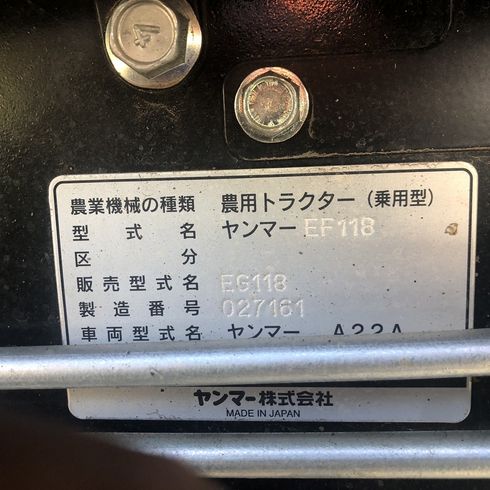 4
農業機械の種類 農用トラクター(乗用型)
型式名 ヤンマー EF118
区分
販売型式名 EG118
製造番号 027161
車両型式名 ヤンマー A22A
ヤンマー株式会社
MADE IN JAPAN